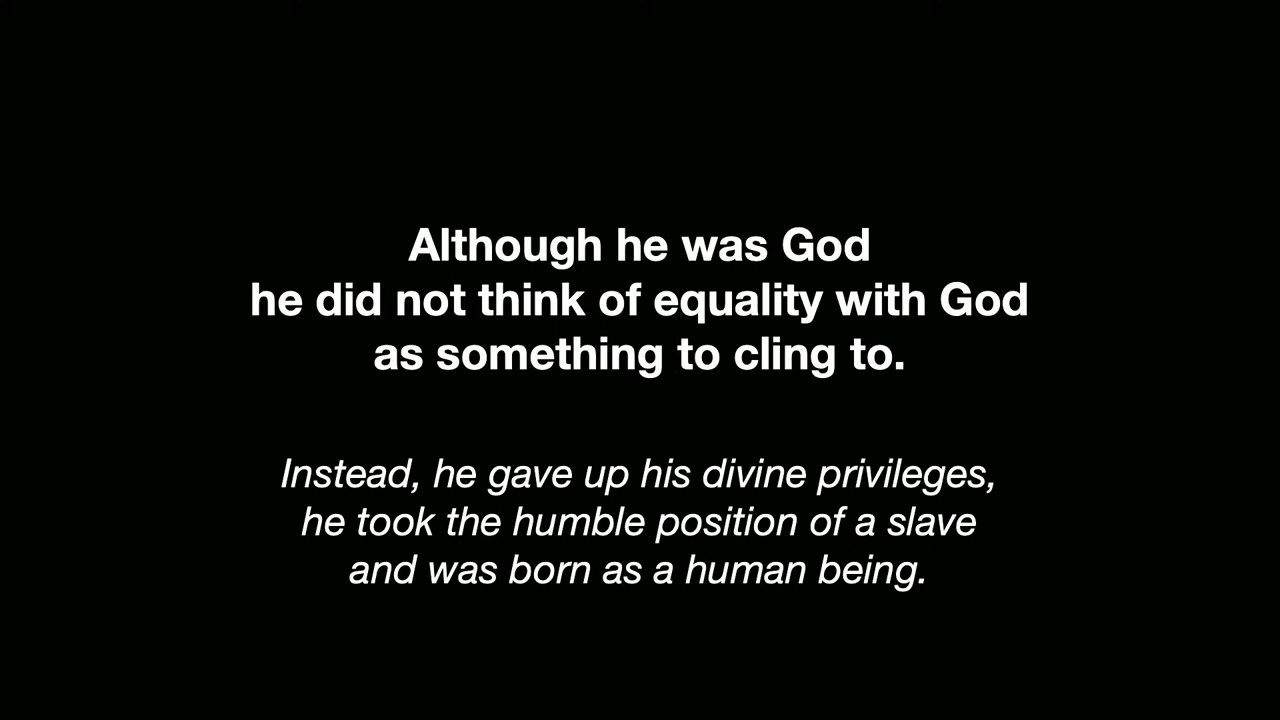 Although he was God
he did not think of equality with God
as something to cling to.
Instead, he gave up his divine privileges,
he took the humble position of a slave
and was born as a human being.